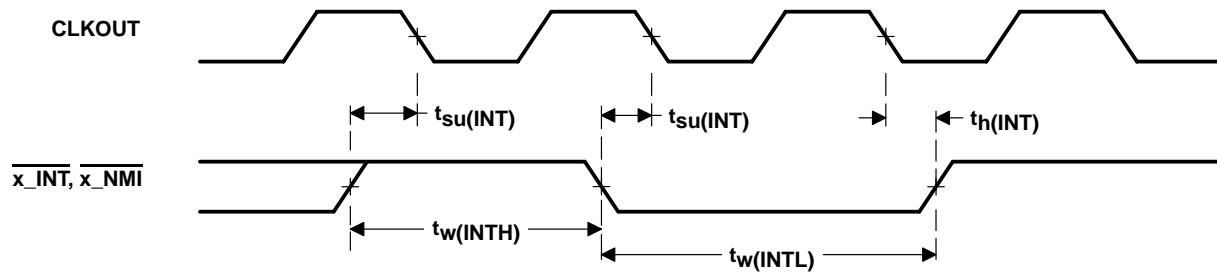 CLKOUT
tsu(INT)
tsu(INT)
th(INT)
x_INT, x_NMI
tw(INTH)
tw(INTL)